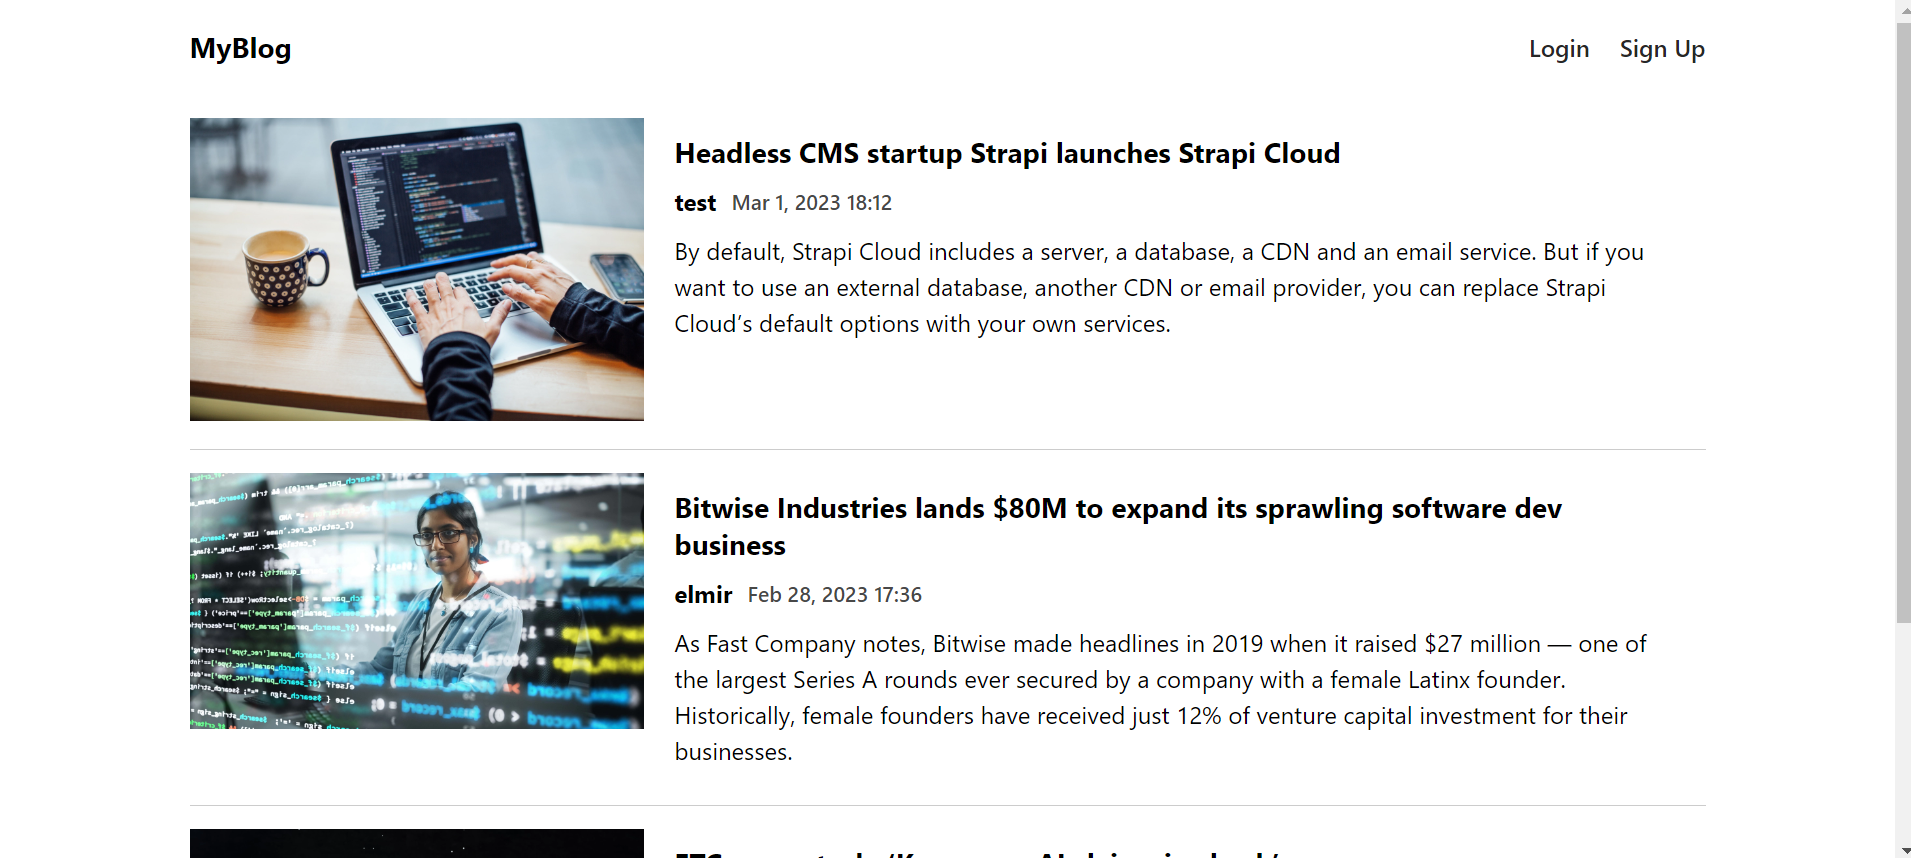 MyBlog
Login Sign Up
Headless CMS startup Strapi launches Strapi Cloud
test Mar 1, 2023 18:12
By default, Strapi Cloud includes a server, a database, a CDN and an email service. But if you
want to use an external database, another CDN or email provider, you can replace Strapi
Cloud’s default options with your own services.
Bitwise Industries lands $80M to expand its sprawling software dev
business
elmir Feb 28, 2023 17:36
As Fast Company notes, Bitwise made headlines in 2019 when it raised $27 million — one of
the largest Series A rounds ever secured by a company with a female Latinx founder.
Historically, female founders have received just 12% of venture capital investment for their
businesses.